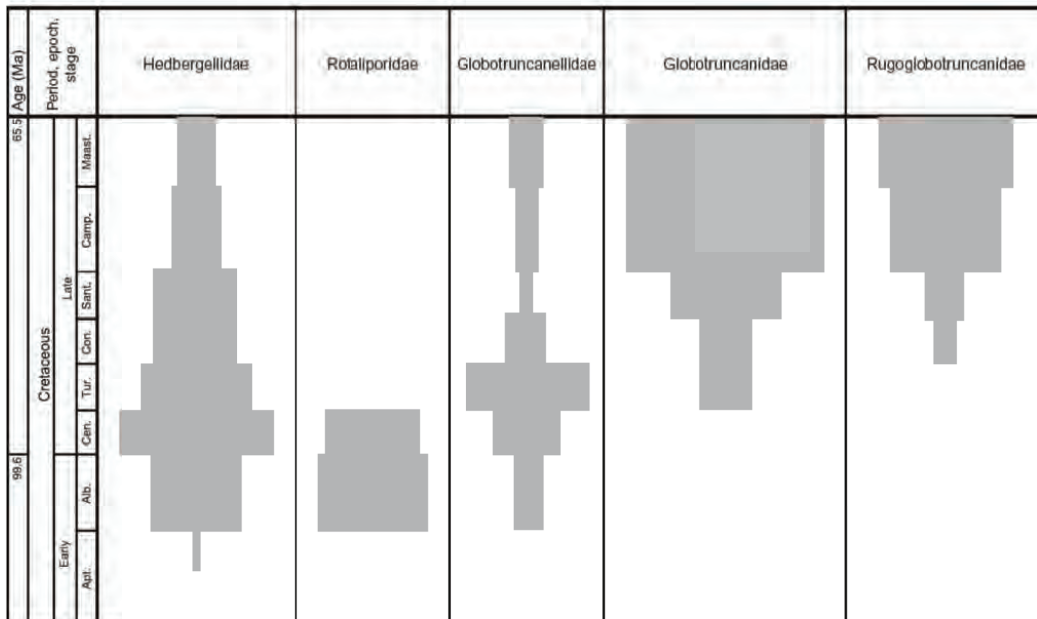 Age (Ma)
Period, epoch,
stage
Hedbergellidae
Rotaliporidae
Globotruncanellidae
Globotruncanidae
Rugoglobotruncanidae
65.5
99.6
Cretaceous
Late
Early
Maast.
Camp.
Sant.
Con.
Tur.
Cen.
Alb.
Apt.